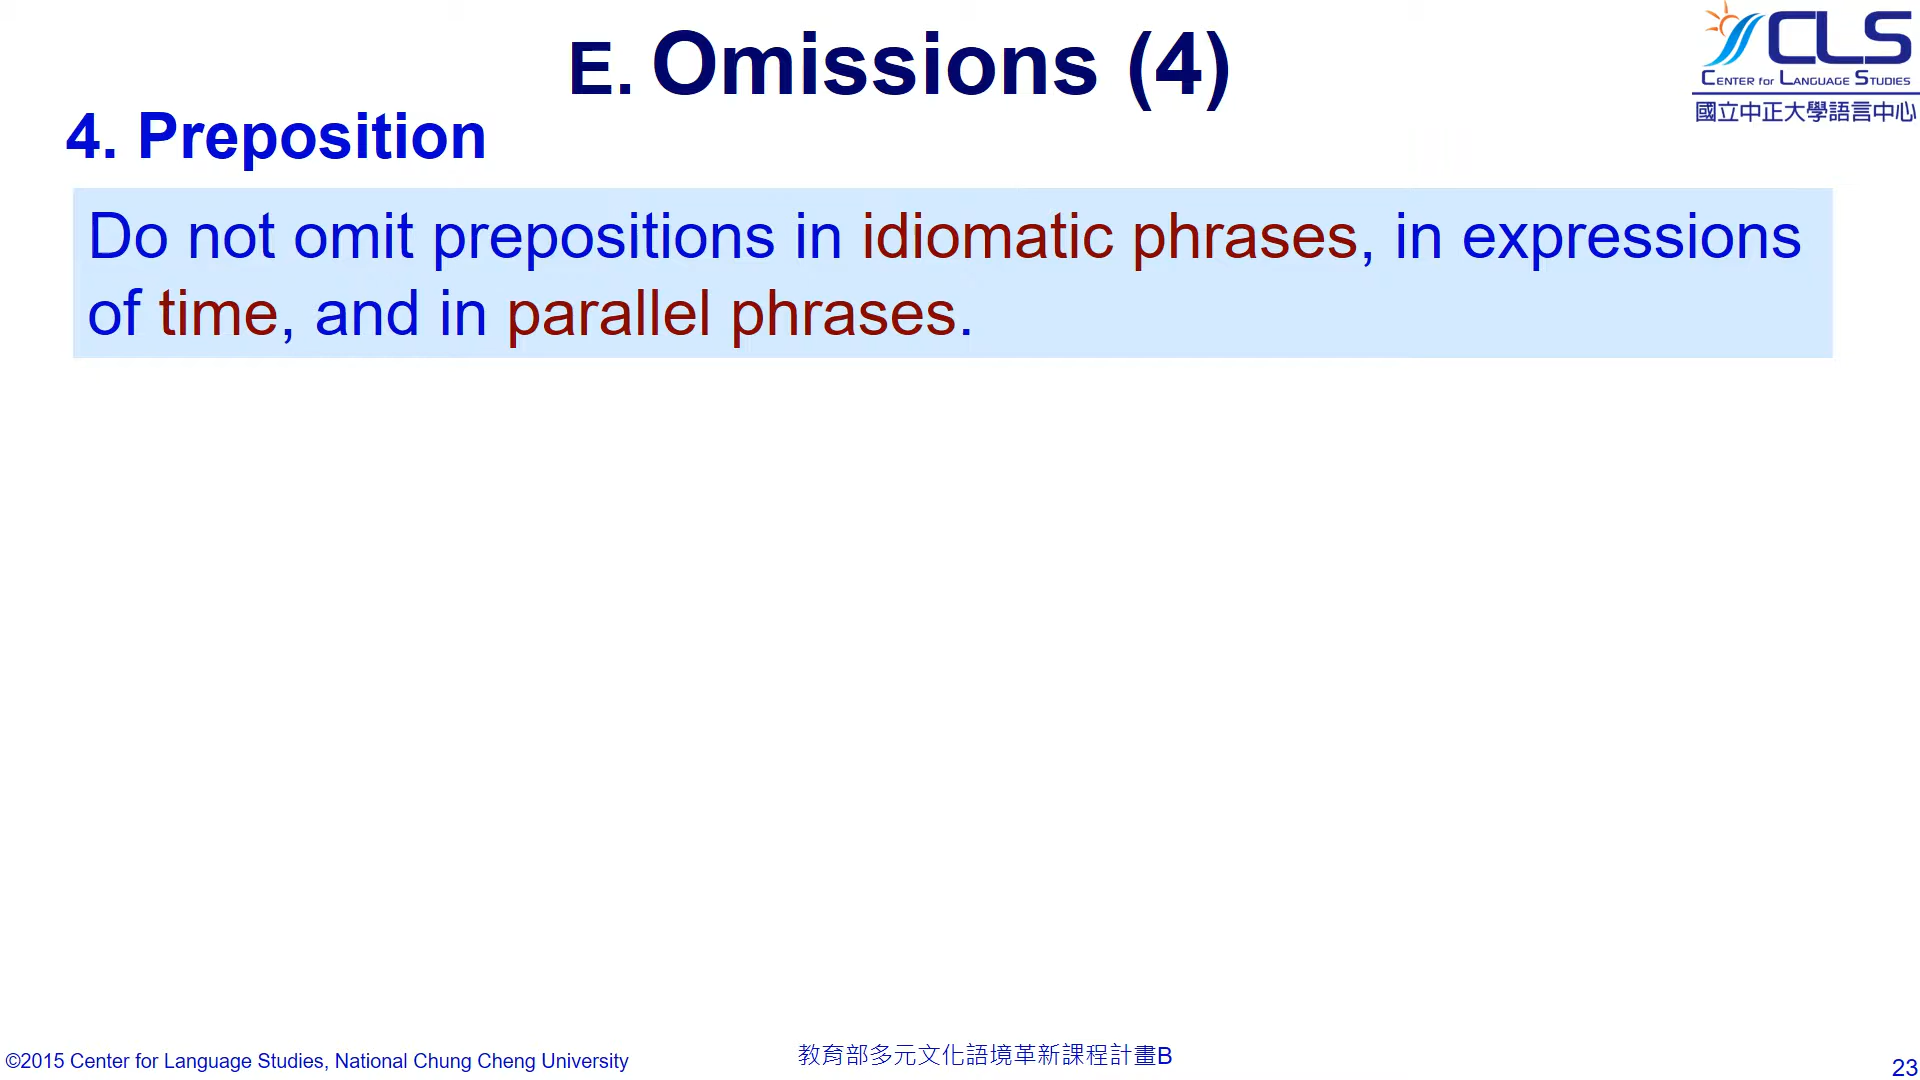 E. Omissions (4)
CLS
CENTER for LANGUAGE STUDIES
國立中正大學語言中心
4. Preposition
Do not omit prepositions in idiomatic phrases, in expressions
of time, and in parallel phrases.
©2015 Center for Language Studies, National Chung Cheng University
教育部多元文化語境革新課程計畫B
23